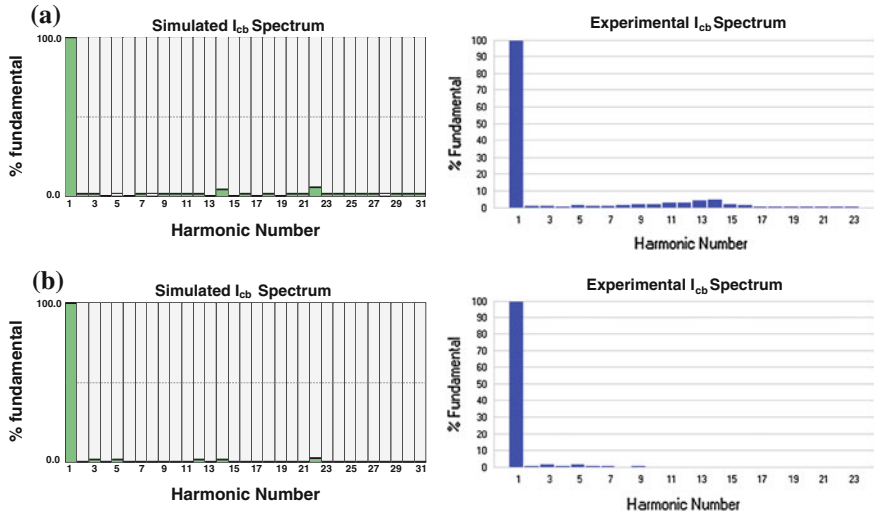 (a)
Simulated Icb Spectrum
100.0
% fundamental
0.0
1 3 5 7 9 11 13 15 17 19 21 23 25 27 29 31
Harmonic Number
Experimental Icb Spectrum
100
90
80
70
60
50
40
30
20
10
0
% Fundamental
1 3 5 7 9 11 13 15 17 19 21 23
Harmonic Number
(b)
Simulated Icb Spectrum
100.0
% fundamental
0.0
1 3 5 7 9 11 13 15 17 19 21 23 25 27 29 31
Harmonic Number
Experimental Icb Spectrum
100
90
80
70
60
50
40
30
20
10
0
% Fundamental
1 3 5 7 9 11 13 15 17 19 21 23
Harmonic Number